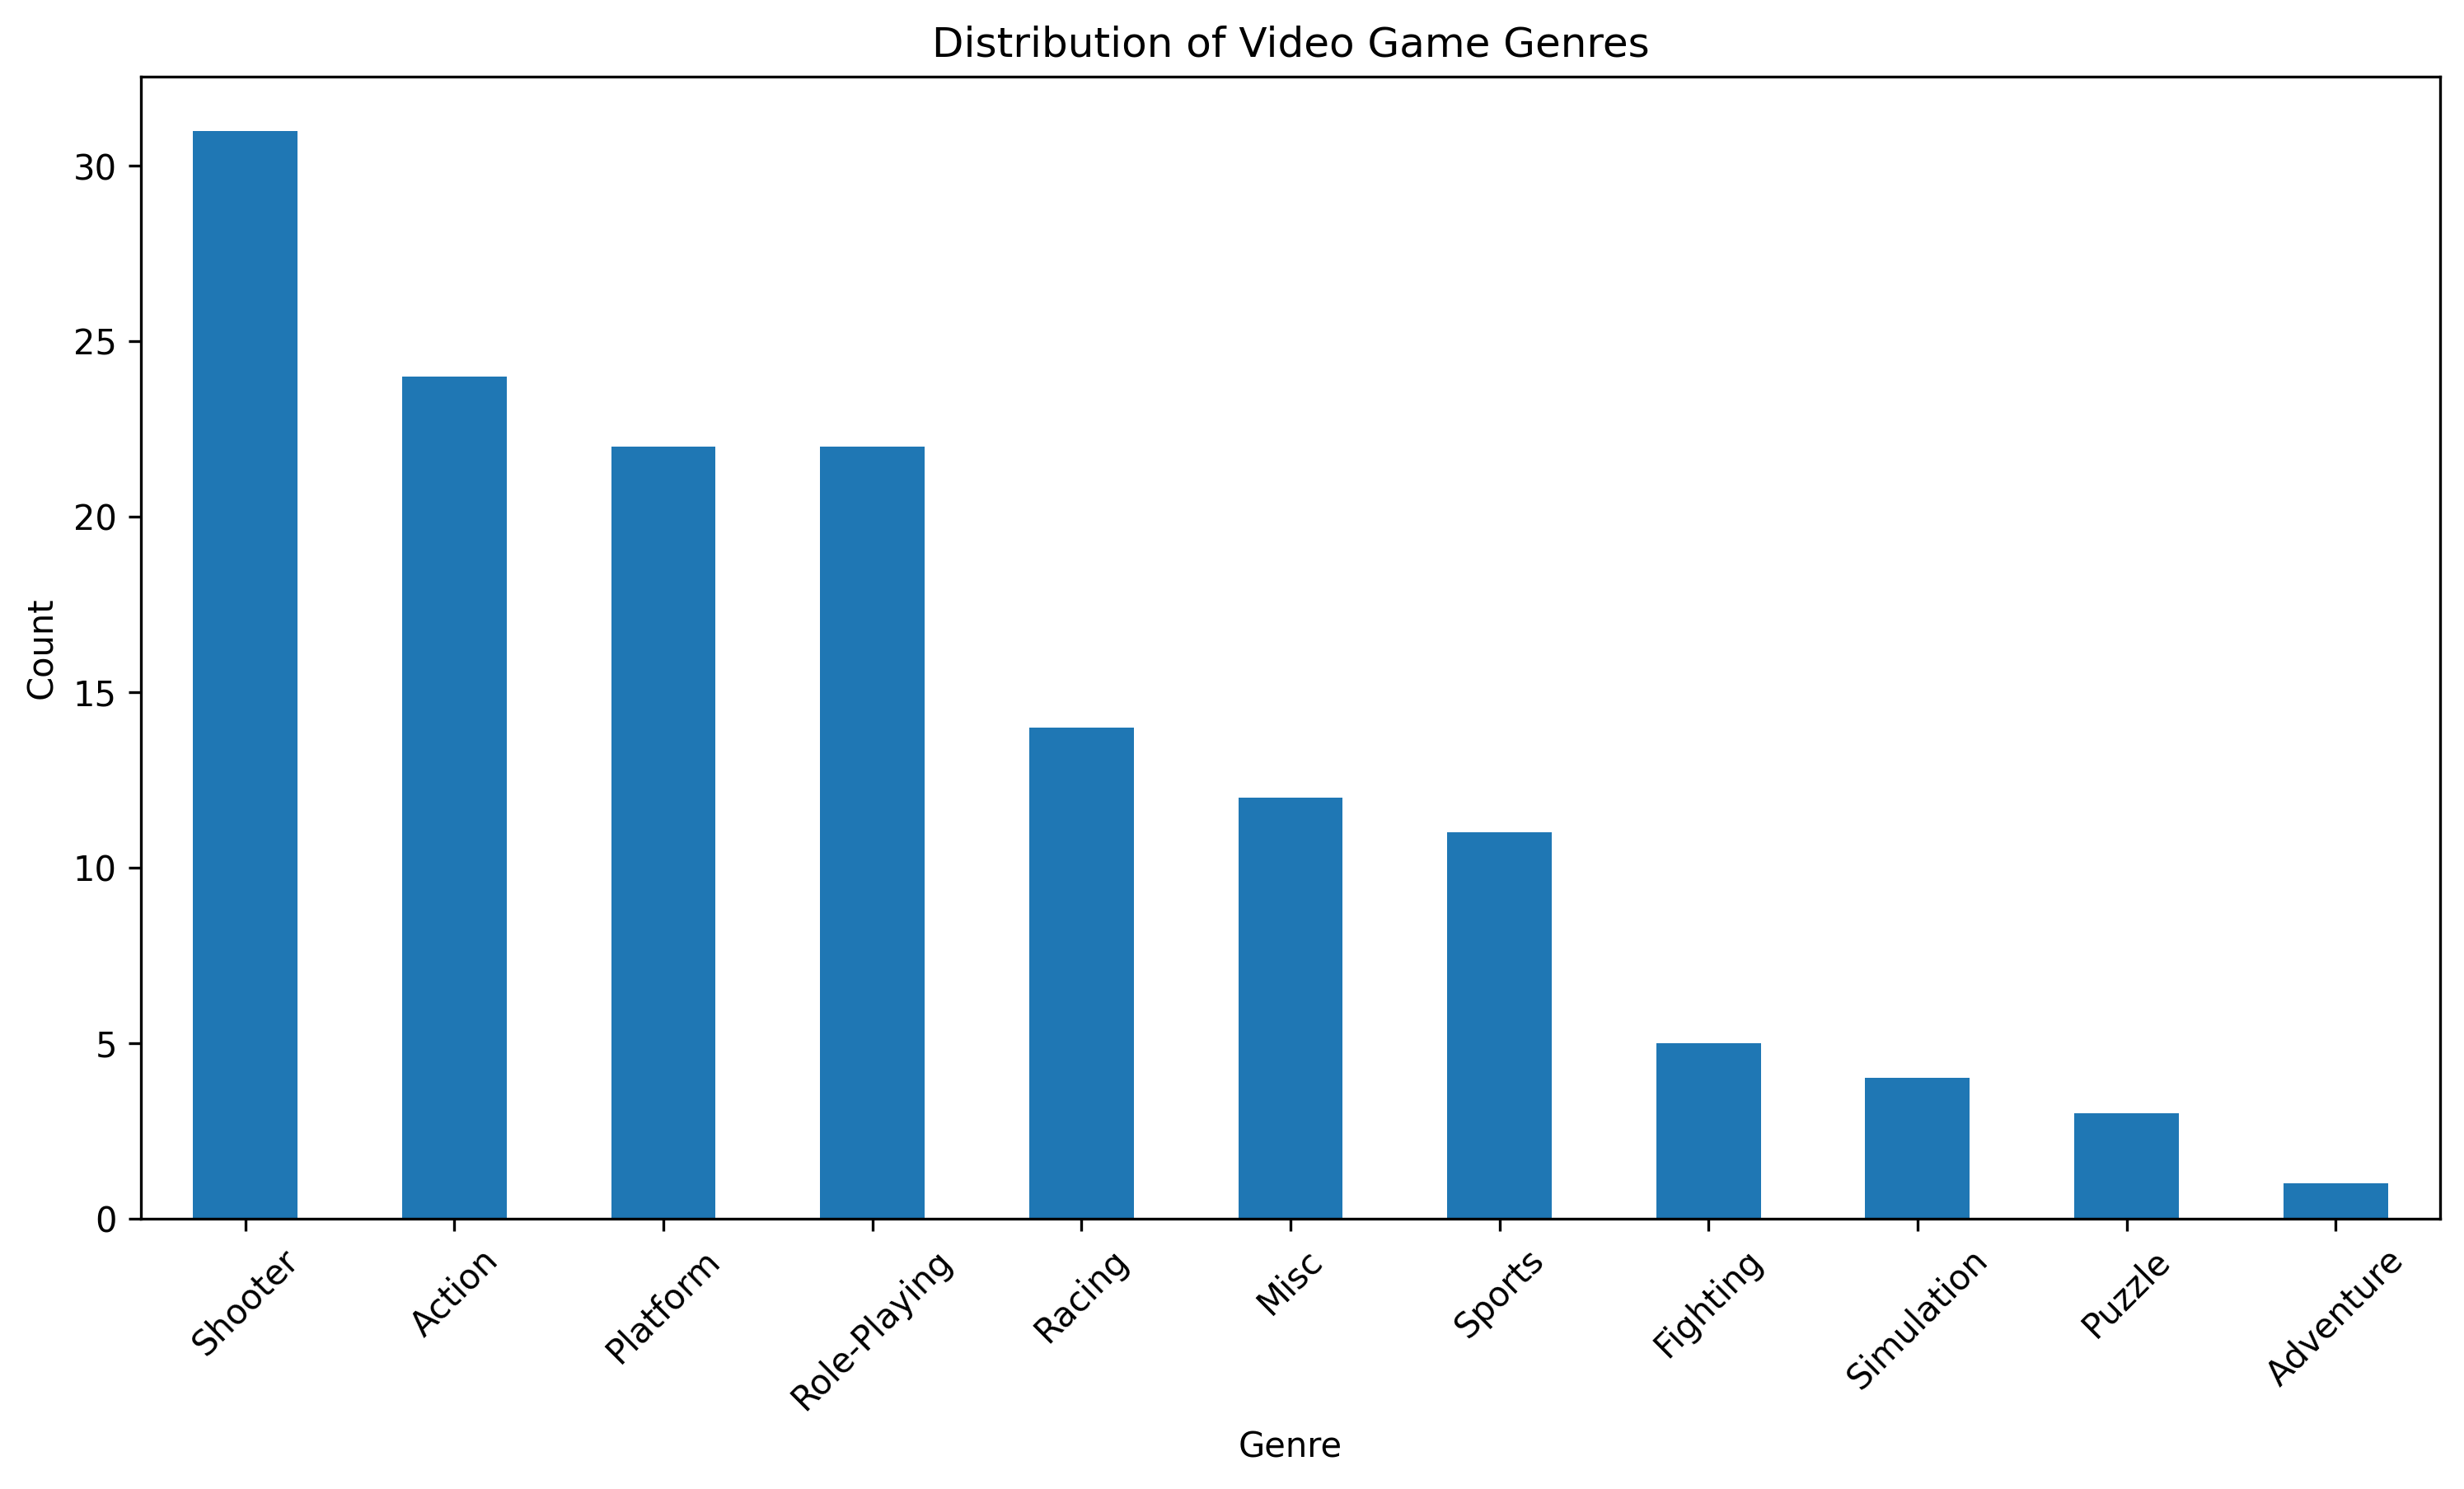 Distribution of Video Game Genres
Count
30
25
20
15
10
5
0
Shooter
Action
Platform
Role-Playing
Racing
Misc
Sports
Fighting
Simulation
Puzzle
Adventure
Genre